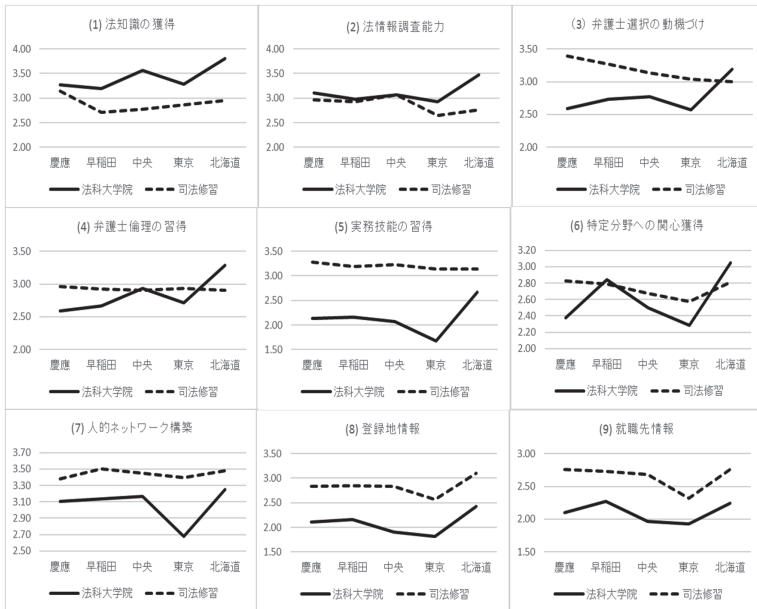 (1) 法知識の獲得
4.00
3.50
3.00
2.50
2.00
慶應 早稲田 中央 東京 北海道
法科大学院 司法修習
(2) 法情報調査能力
4.00
3.50
3.00
2.50
2.00
慶應 早稲田 中央 東京 北海道
法科大学院 司法修習
(3) 弁護士選択の動機づけ
3.50
3.00
2.50
2.00
慶應 早稲田 中央 東京 北海道
法科大学院 司法修習
(4) 弁護士倫理の習得
3.50
3.00
2.50
2.00
慶應 早稲田 中央 東京 北海道
法科大学院 司法修習
(5) 実務技能の習得
3.50
3.00
2.50
2.00
1.50
慶應 早稲田 中央 東京 北海道
法科大学院 司法修習
(6) 特定分野への関心獲得
3.20
3.00
2.80
2.60
2.40
2.20
2.00
慶應 早稲田 中央 東京 北海道
法科大学院 司法修習
(7) 人的ネットワーク構築
3.70
3.50
3.30
3.10
2.90
2.70
2.50
慶應 早稲田 中央 東京 北海道
法科大学院 司法修習
(8) 登録地情報
3.50
3.00
2.50
2.00
1.50
慶應 早稲田 中央 東京 北海道
法科大学院 司法修習
(9) 就職先情報
3.00
2.50
2.00
1.50
慶應 早稲田 中央 東京 北海道
法科大学院 司法修習